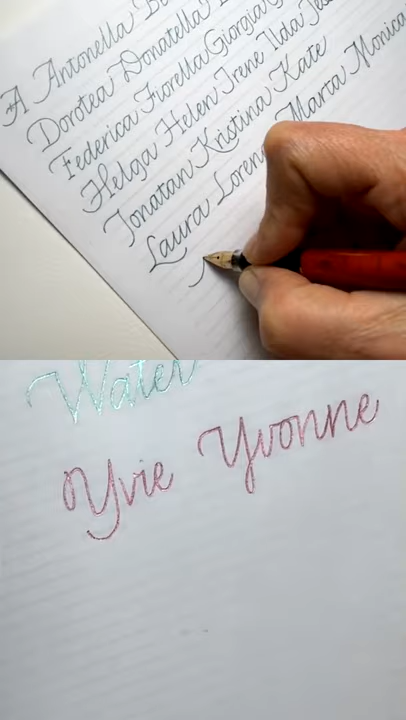 A Antonella
Dorotea Donatella
Federica Fiorella Giorgia
Helga Helen Irene Ilda
Jonatan Kristina Kate
Laura Marta Monica
Water
Yvie Yvonne